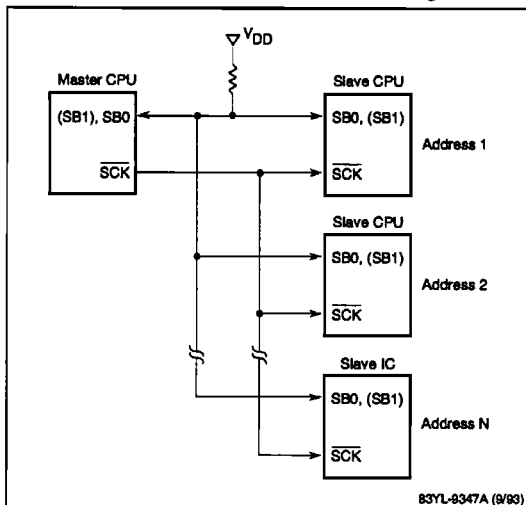 VDD
Master CPU
Slave CPU
(SB1), SB0
SB0, (SB1)
Address 1
SCK
SCK
Slave CPU
SB0, (SB1)
Address 2
SCK
Slave IC
SB0, (SB1)
Address N
SCK
83YL-9347A (9/93)